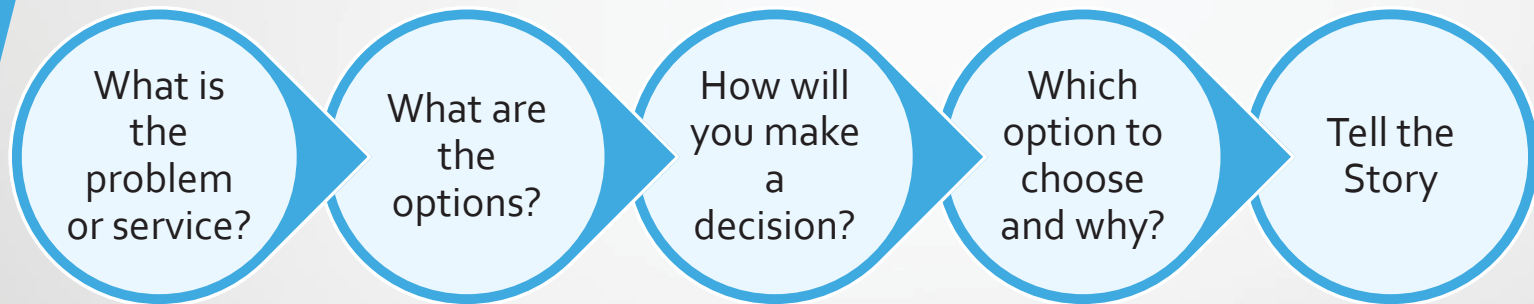 What is
the
problem
or service?
What are
the
options?
How will
you make
a
decision?
Which
option to
choose
and why?
Tell the
Story